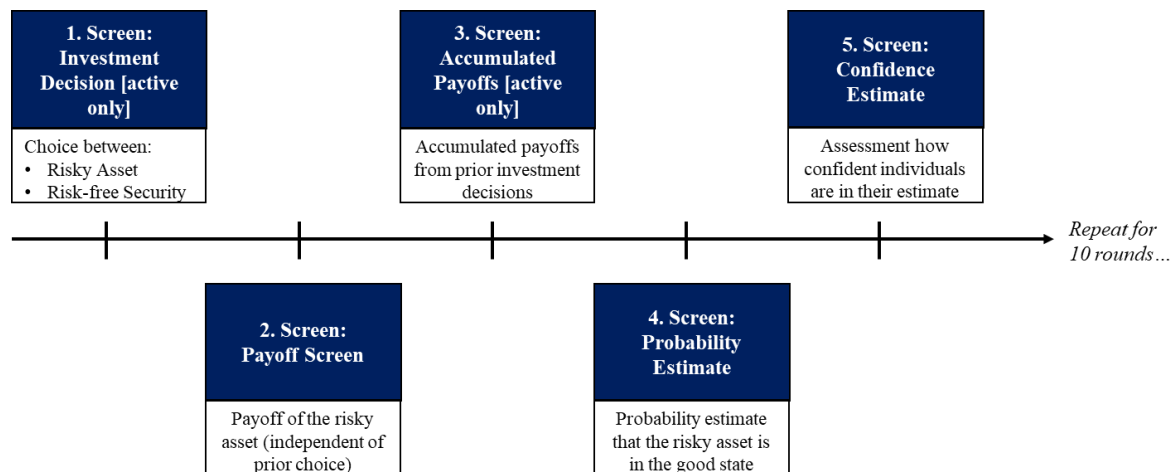 1. Screen:
Investment
Decision [active
only]
Choice between:
• Risky Asset
• Risk-free Security
2. Screen:
Payoff Screen
Payoff of the risky
asset (independent of
prior choice)
3. Screen:
Accumulated
Payoffs [active
only]
Accumulated payoffs
from prior investment
decisions
4. Screen:
Probability
Estimate
Probability estimate
that the risky asset is
in the good state
5. Screen:
Confidence
Estimate
Assessment how
confident individuals
are in their estimate
Repeat for
10 rounds…